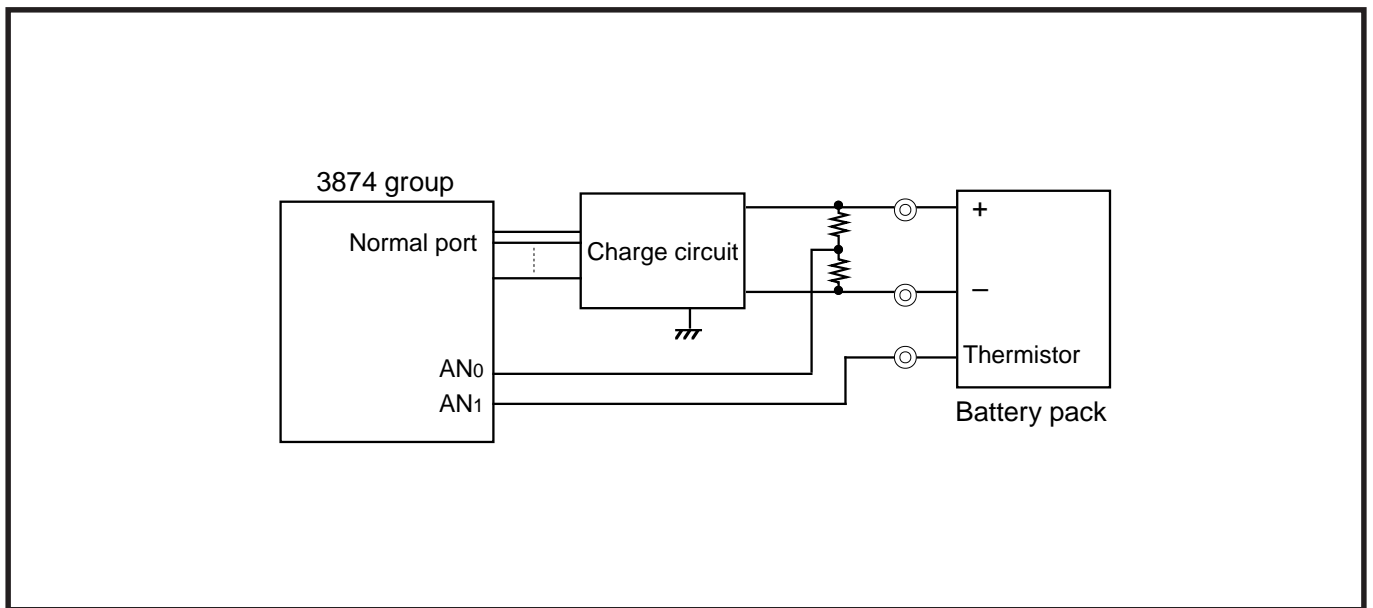 3874 group
Normal port
Charge circuit
+
−
Thermistor
AN0
AN1
Battery pack